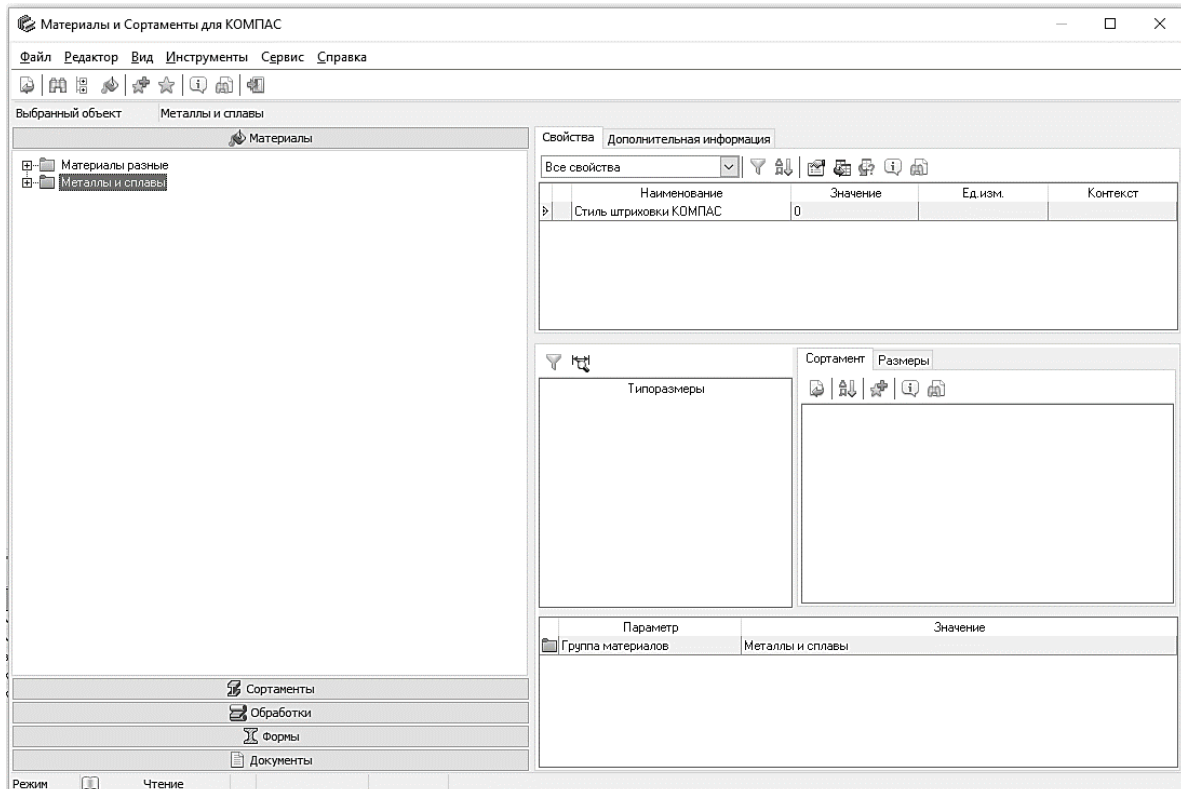 Материалы и Сортаменты для КОМПАС
Файл Редактор Вид Инструменты Сервис Справка
Выбранный объект Металлы и сплавы
Материалы
Материалы разные
Металлы и сплавы
Сортаменты
Обработки
Формы
Документы
Свойства Дополнительная информация
Все свойства
Наименование Значение Ед.изм. Контекст
Стиль штриховки КОМПАС 0
Типоразмеры
Сортамент Размеры
Параметр Значение
Группа материалов Металлы и сплавы
Режим Чтение